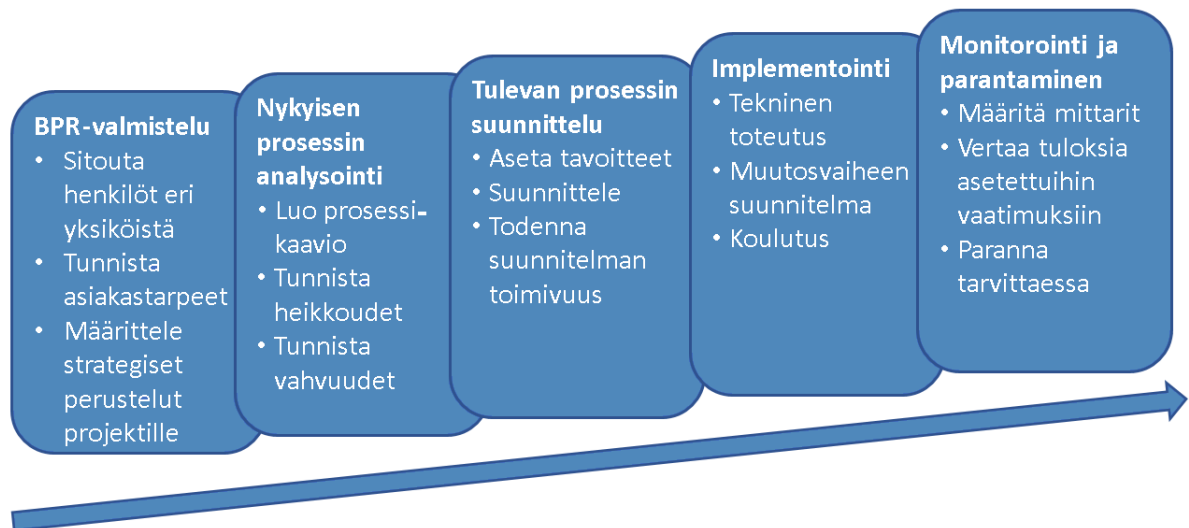 BPR-valmistelu
• Sitouta
henkilöt eri
yksiköistä
• Tunnista
asiakastarpeet
• Määrittele
strategiset
perustelut
projektille
Nykyisen
prosessin
analysointi
• Luo prosessi-
kaavio
• Tunnista
heikkoudet
• Tunnista
vahvuudet
Tulevan prosessin
suunnittelu
• Aseta tavoitteet
• Suunnittele
• Todenna
suunnitelman
toimivuus
Implementointi
• Tekninen
toteutus
• Muutosvaiheen
suunnitelma
• Koulutus
Monitorointi ja
parantaminen
• Määritä mittarit
• Vertaa tuloksia
asetettuihin
vaatimuksiin
• Paranna
tarvittaessa